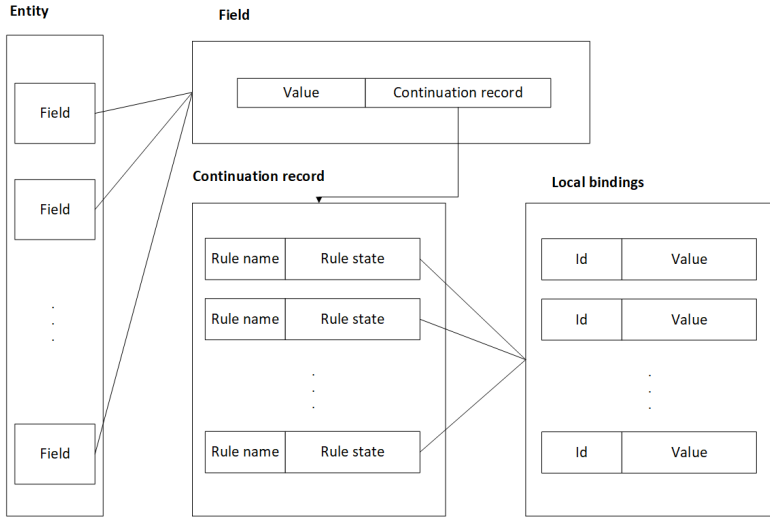 Entity
Field
Field
Value Continuation record
Field
Continuation record
Local bindings
Rule name Rule state
Id Value
Rule name Rule state
Id Value
.
.
.
.
.
.
.
.
.
Rule name Rule state
Id Value
Field